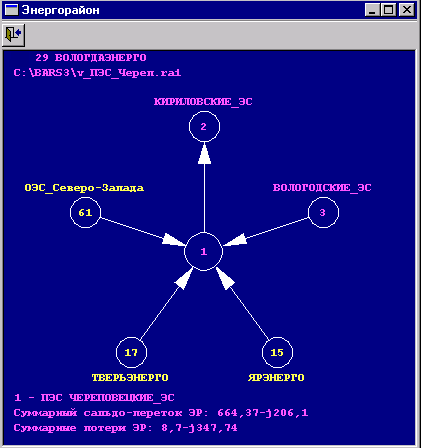 Энергорайон
29 ВОЛОГДАЭНЕРГО
C:\BARS3\v_ПЭС_Череп.ra1
КИРИЛОВСКИЕ_ЭС
2
ОЭС_Северо-Запада
ВОЛОГОДСКИЕ_ЭС
61
3
1
17
15
ТВЕРЬЭНЕРГО
ЯРЭНЕРГО
1 - ПЭС ЧЕРЕПОВЕЦКИЕ_ЭС
Суммарный сальдо-переток ЭР: 664,37-j206,1
Суммарные потери ЭР: 8,7-j347,74